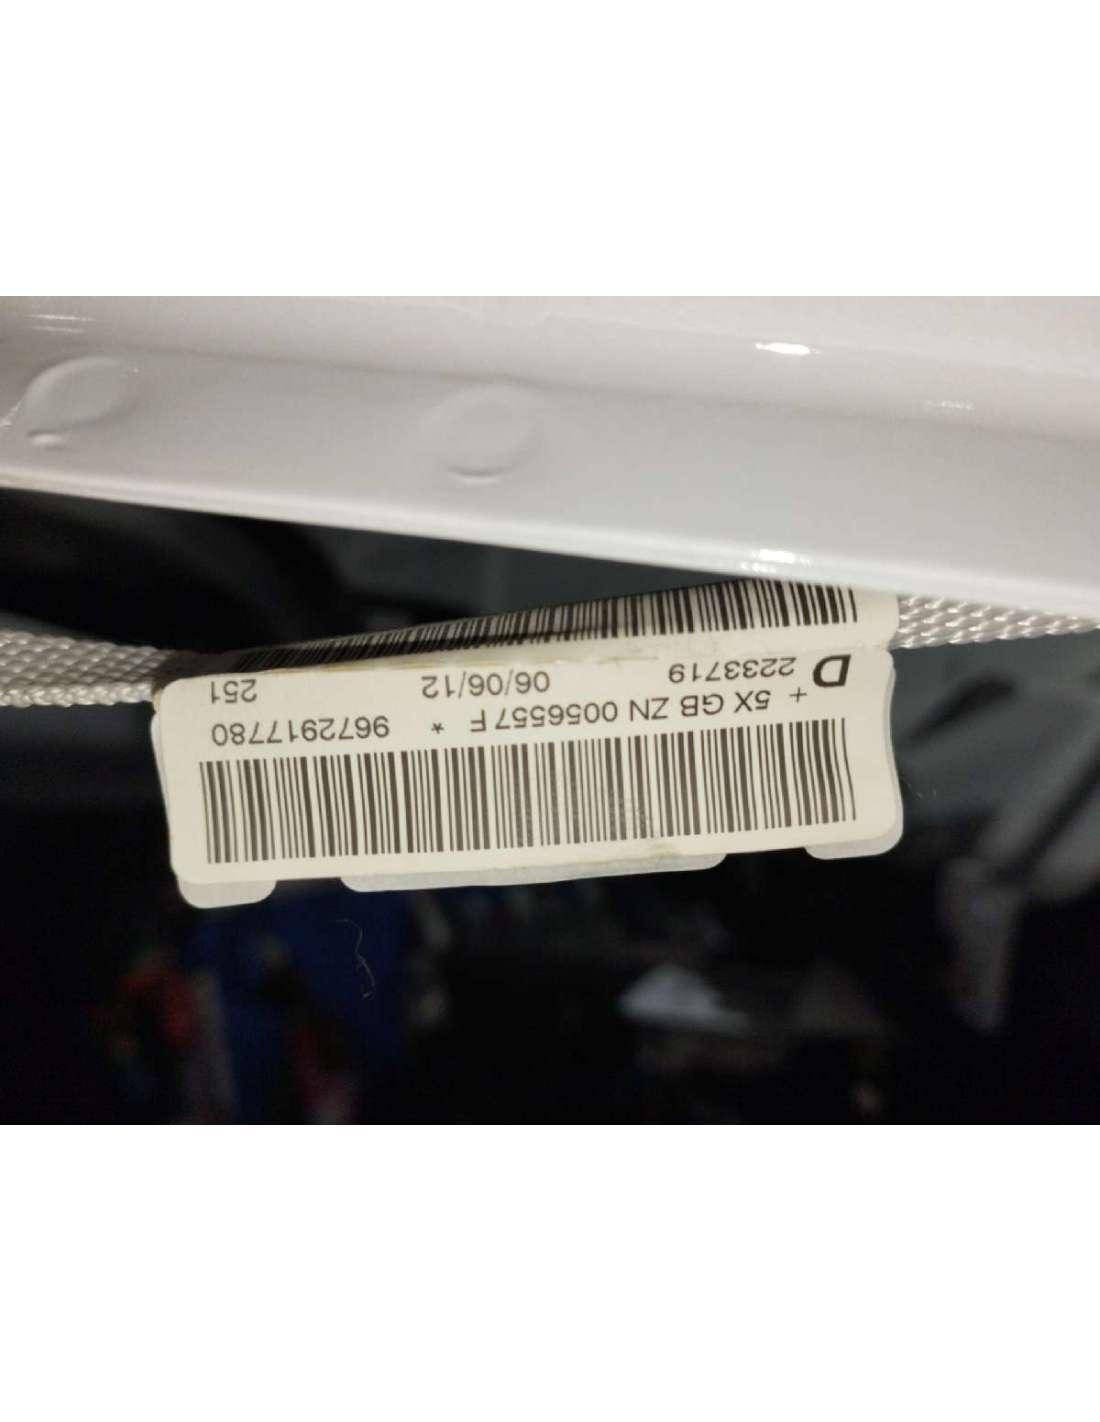 + 5X GB ZN 0056557 F * 9672917780
D 2233719 06/06/12 251